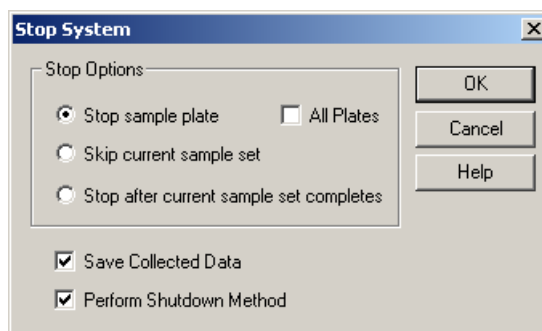 Stop System
Stop Options
Stop sample plate All Plates
Skip current sample set
Stop after current sample set completes
OK
Cancel
Help
Save Collected Data
Perform Shutdown Method